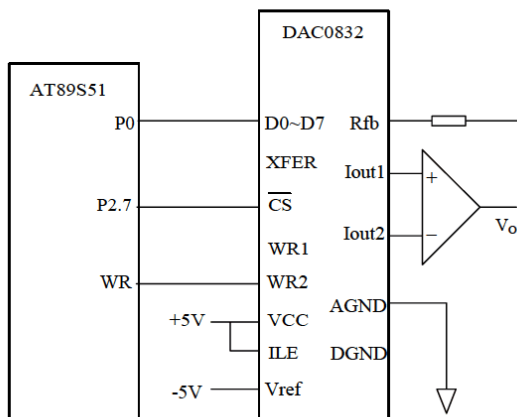 DAC0832
AT89S51
P0
D0~D7
Rfb
XFER
Iout1
+
P2.7
CS
Iout2
−
Vo
WR1
WR
WR2
AGND
+5V
VCC
ILE
DGND
-5V
Vref